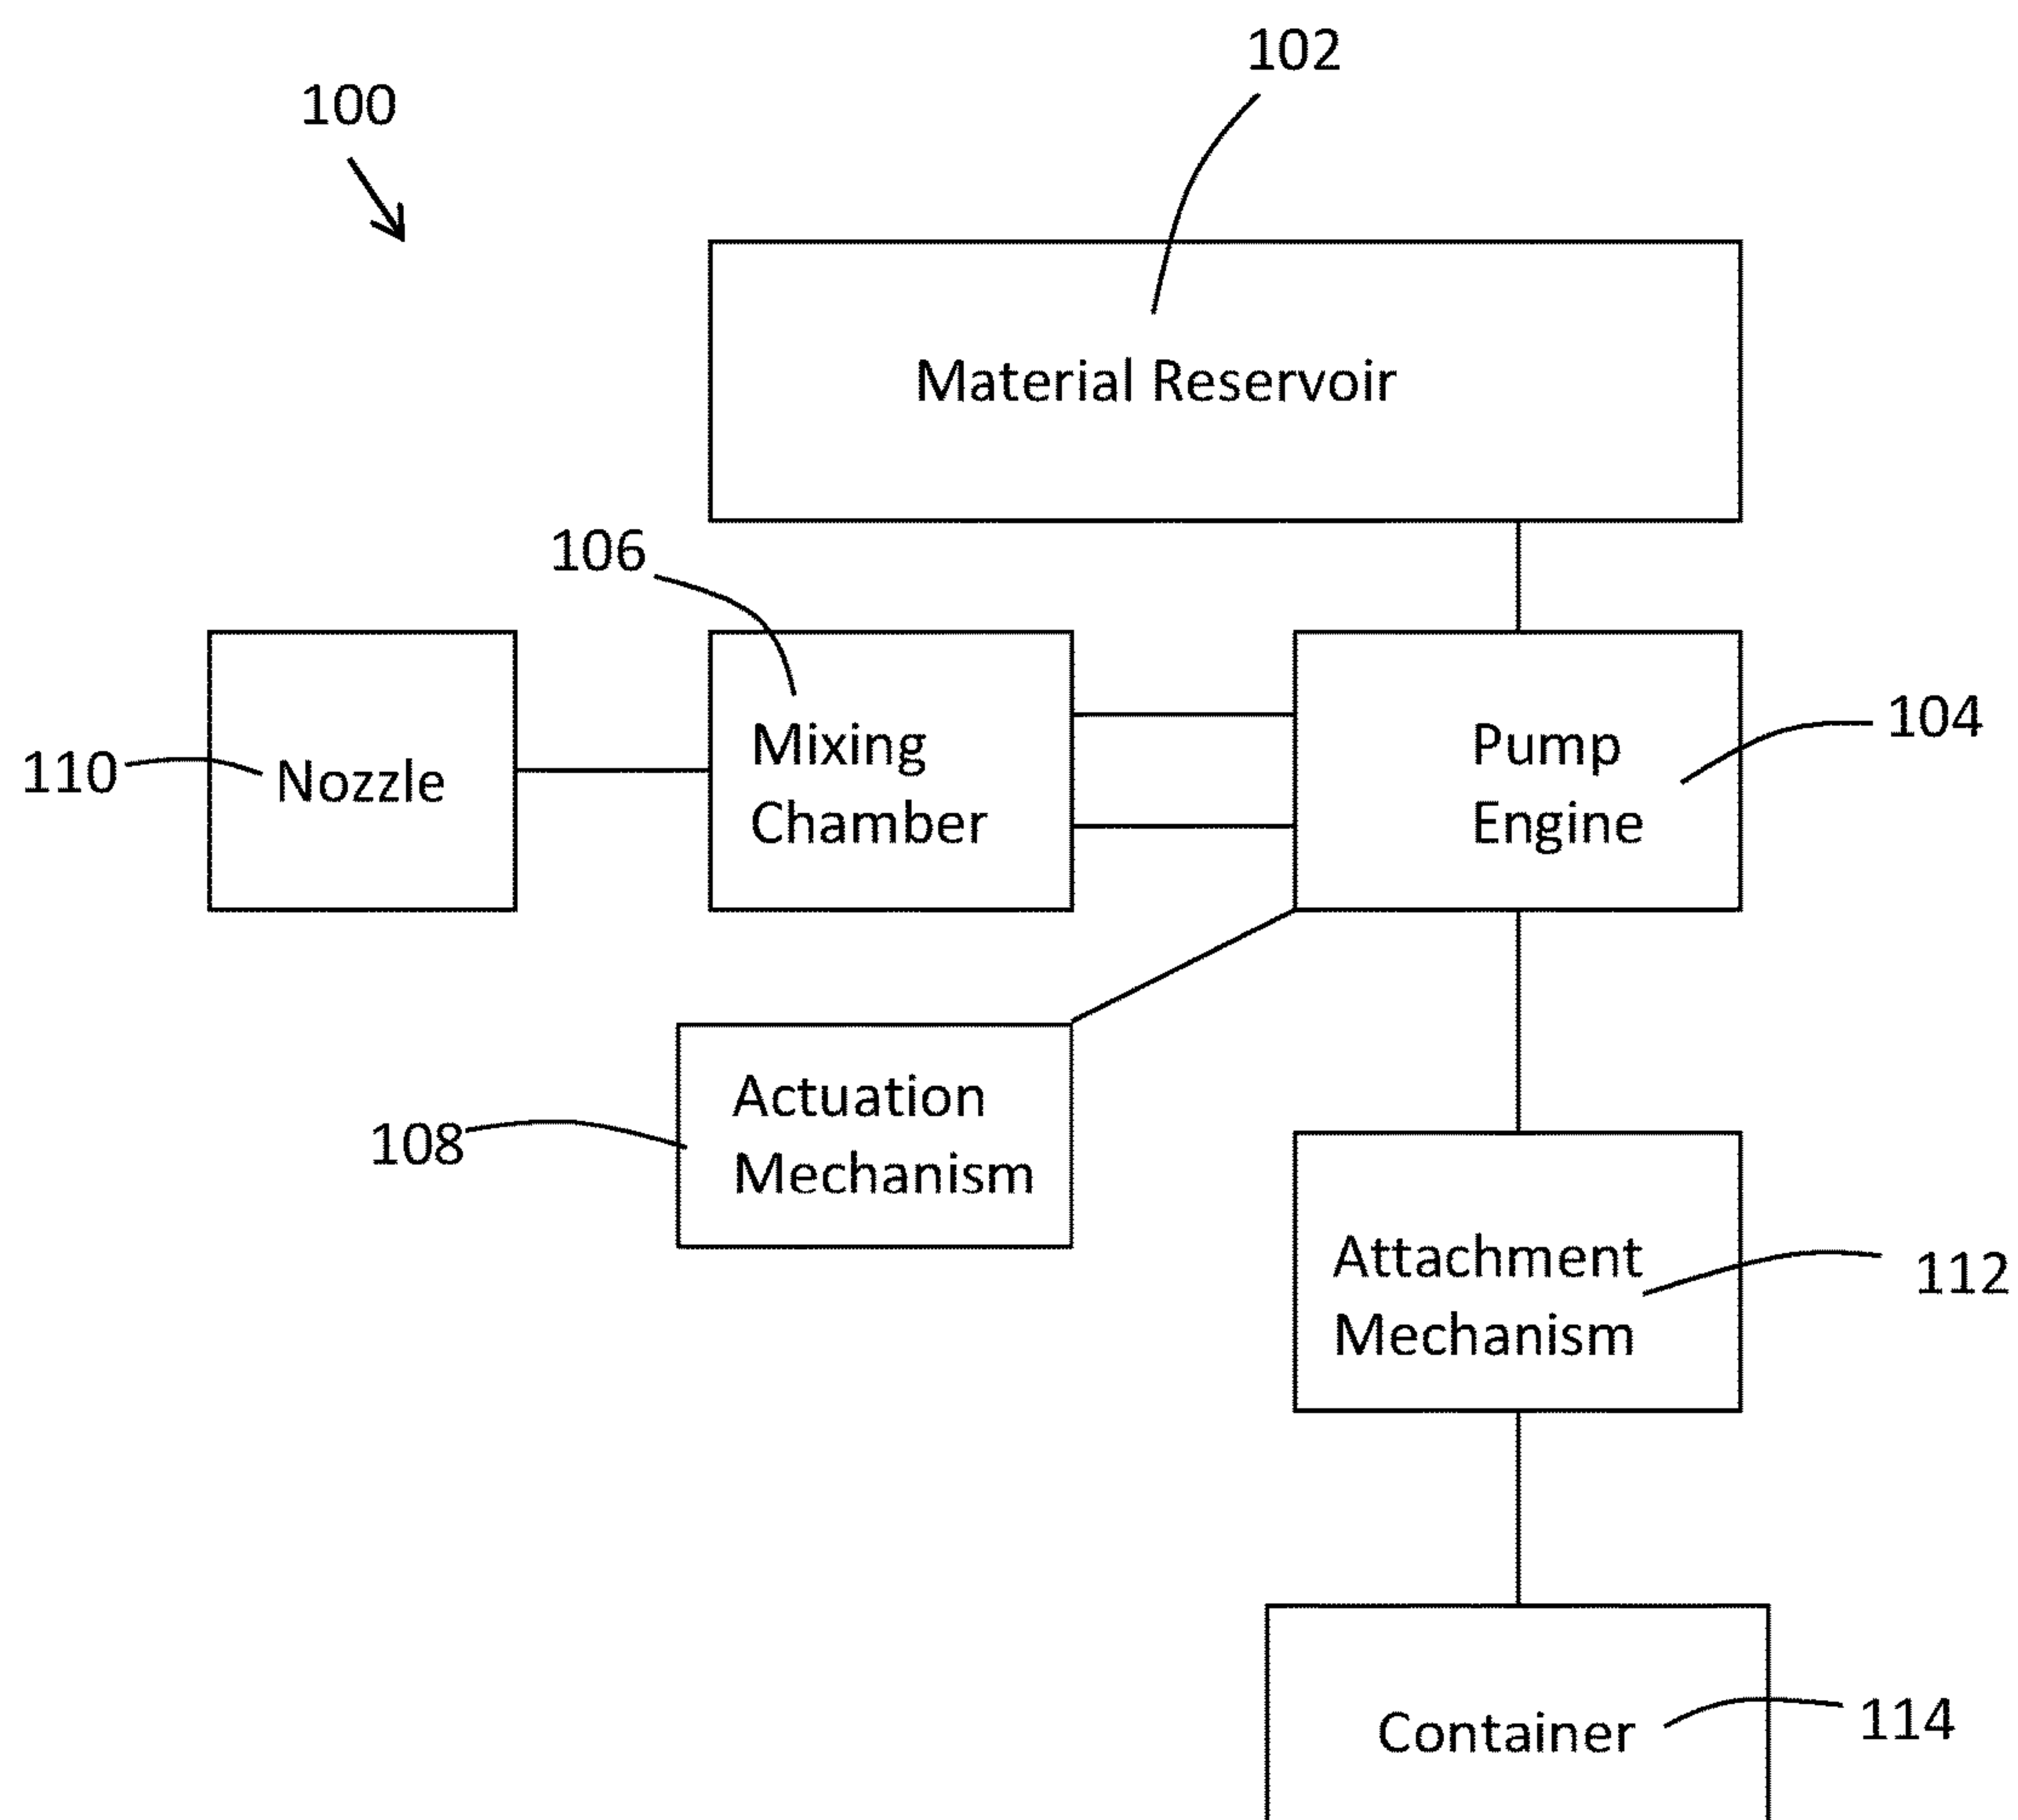 102
100
Material Reservoir
106
104
Mixing
Chamber
Pump
Engine
110
Nozzle
Actuation
Mechanism
108
Attachment
Mechanism
112
Container
114